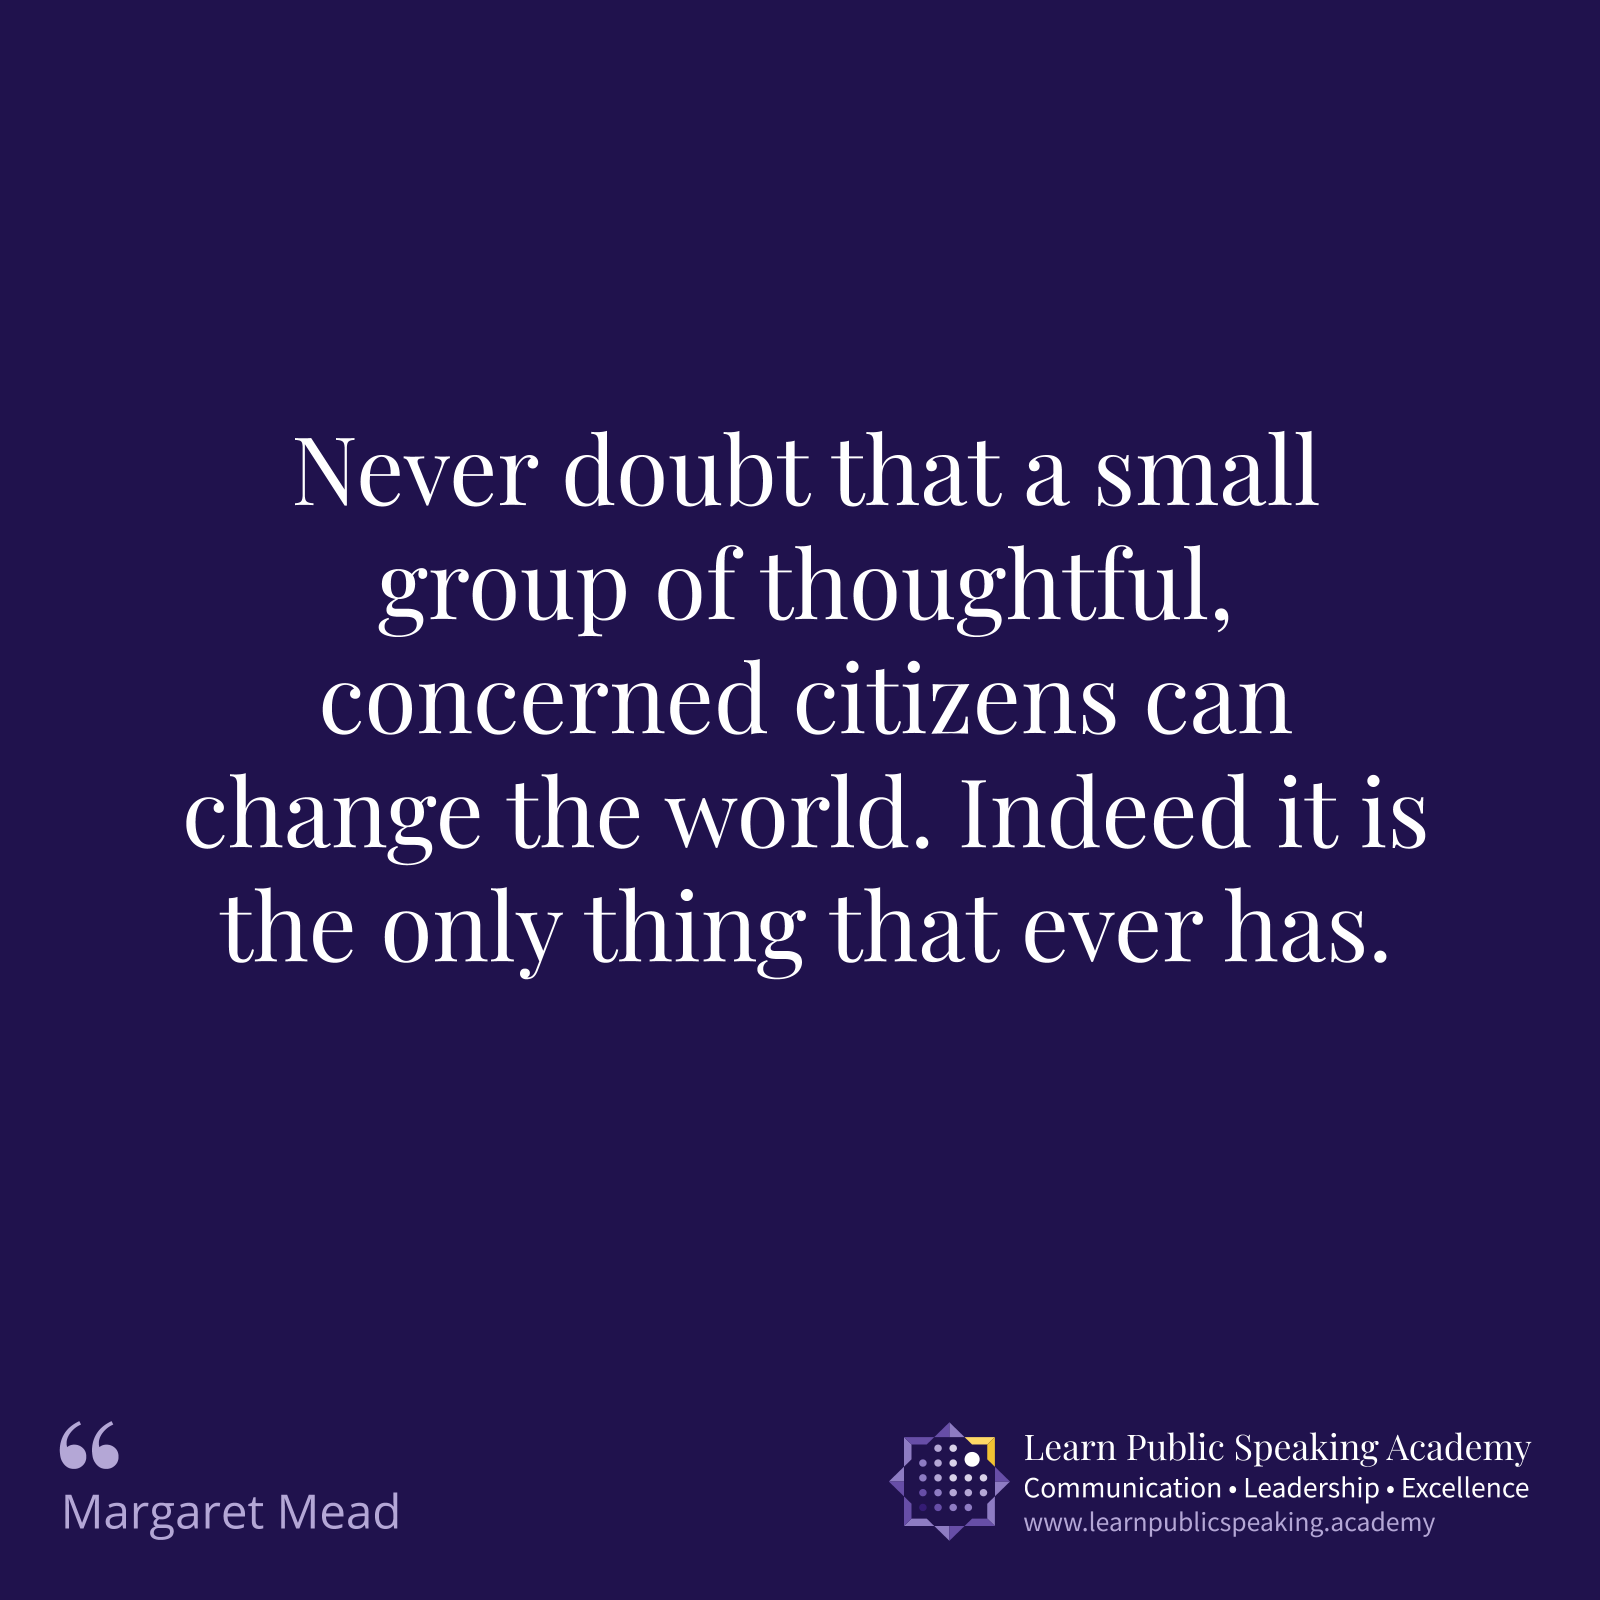 Never doubt that a small
group of thoughtful,
concerned citizens can
change the world. Indeed it is
the only thing that ever has.
“
Margaret Mead
Learn Public Speaking Academy
Communication • Leadership • Excellence
www.learnpublicspeaking.academy